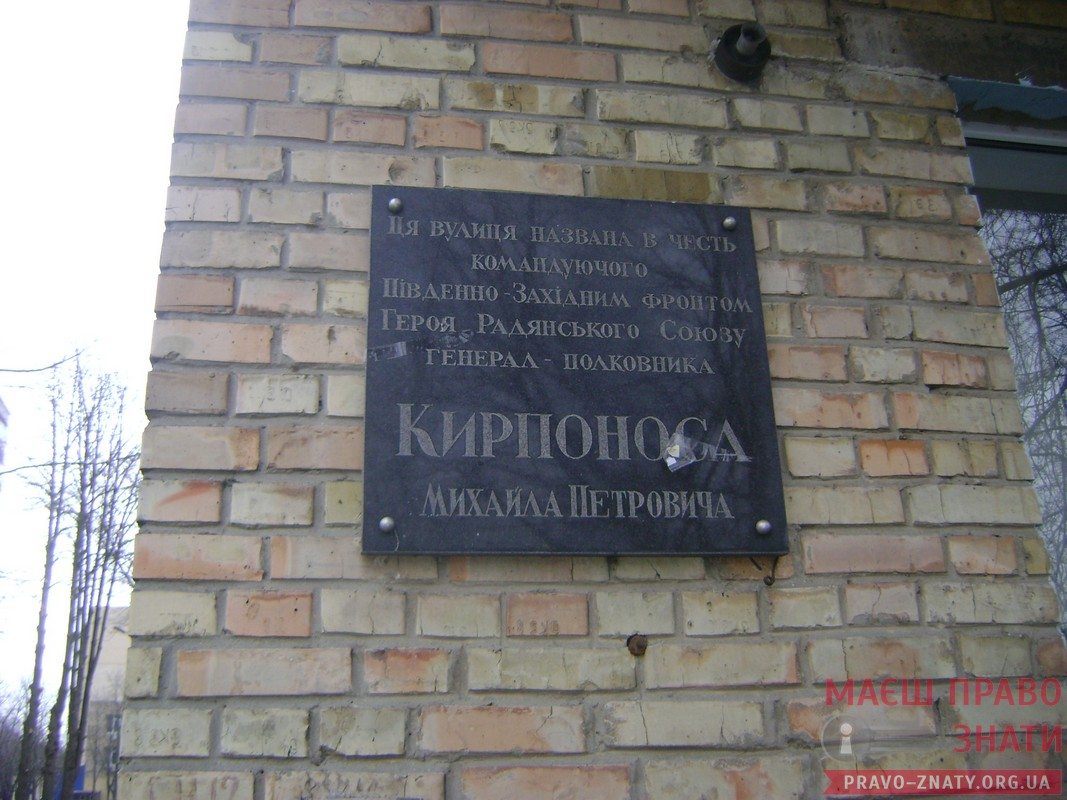 Ця вулиця названа в честь
командуючого
Південно-Західним фронтом
Героя Радянського Союзу
генерал-полковника
Кирпоноса
Михайла Петровича
МАЄШ ПРАВО
ЗНАТИ
PRAVO-ZNATY.ORG.UA